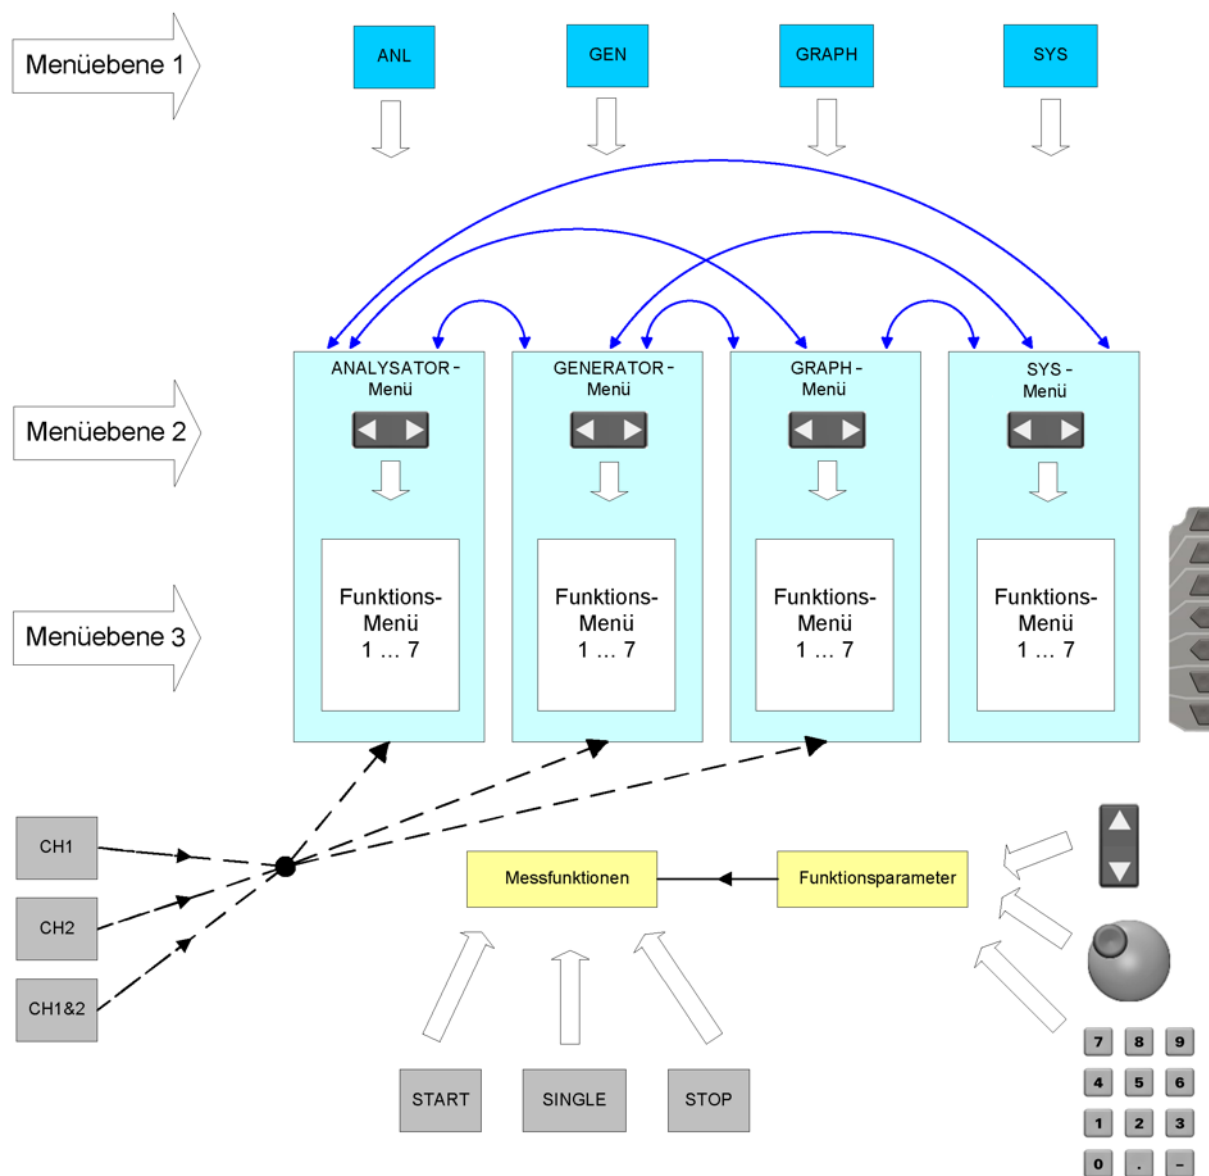 Menüebene 1
ANL
GEN
GRAPH
SYS
ANALYSATOR -
Menü
GENERATOR -
Menü
GRAPH -
Menü
SYS -
Menü
Menüebene 2
Menüebene 3
Funktions-
Menü
1 ... 7
Funktions-
Menü
1 ... 7
Funktions-
Menü
1 ... 7
Funktions-
Menü
1 ... 7
CH1
CH2
CH1&2
Messfunktionen
Funktionsparameter
START
SINGLE
STOP
7 8 9
4 5 6
1 2 3
0 . –